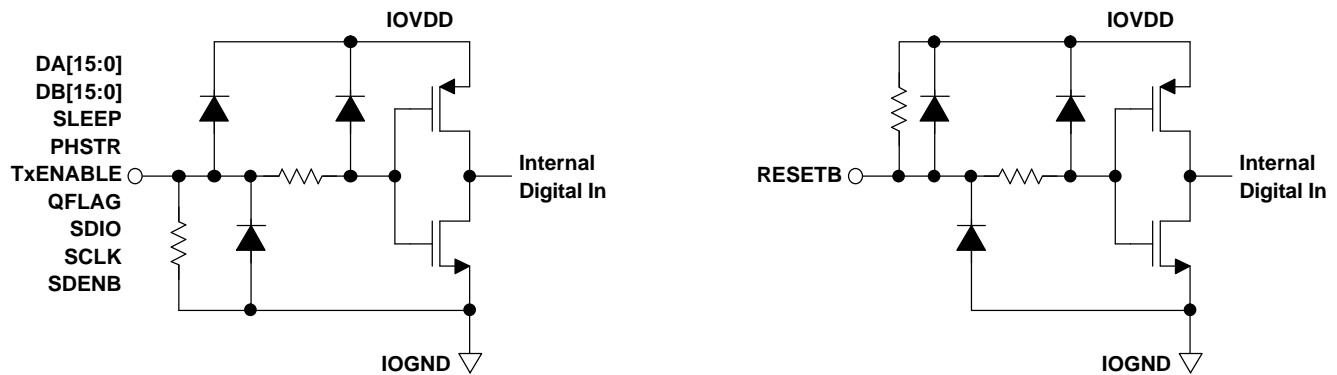 IOVDD
DA[15:0]
DB[15:0]
SLEEP
PHSTR
TxENABLE
QFLAG
SDIO
SCLK
SDENB
Internal
Digital In
IOGND
IOVDD
RESETB
Internal
Digital In
IOGND